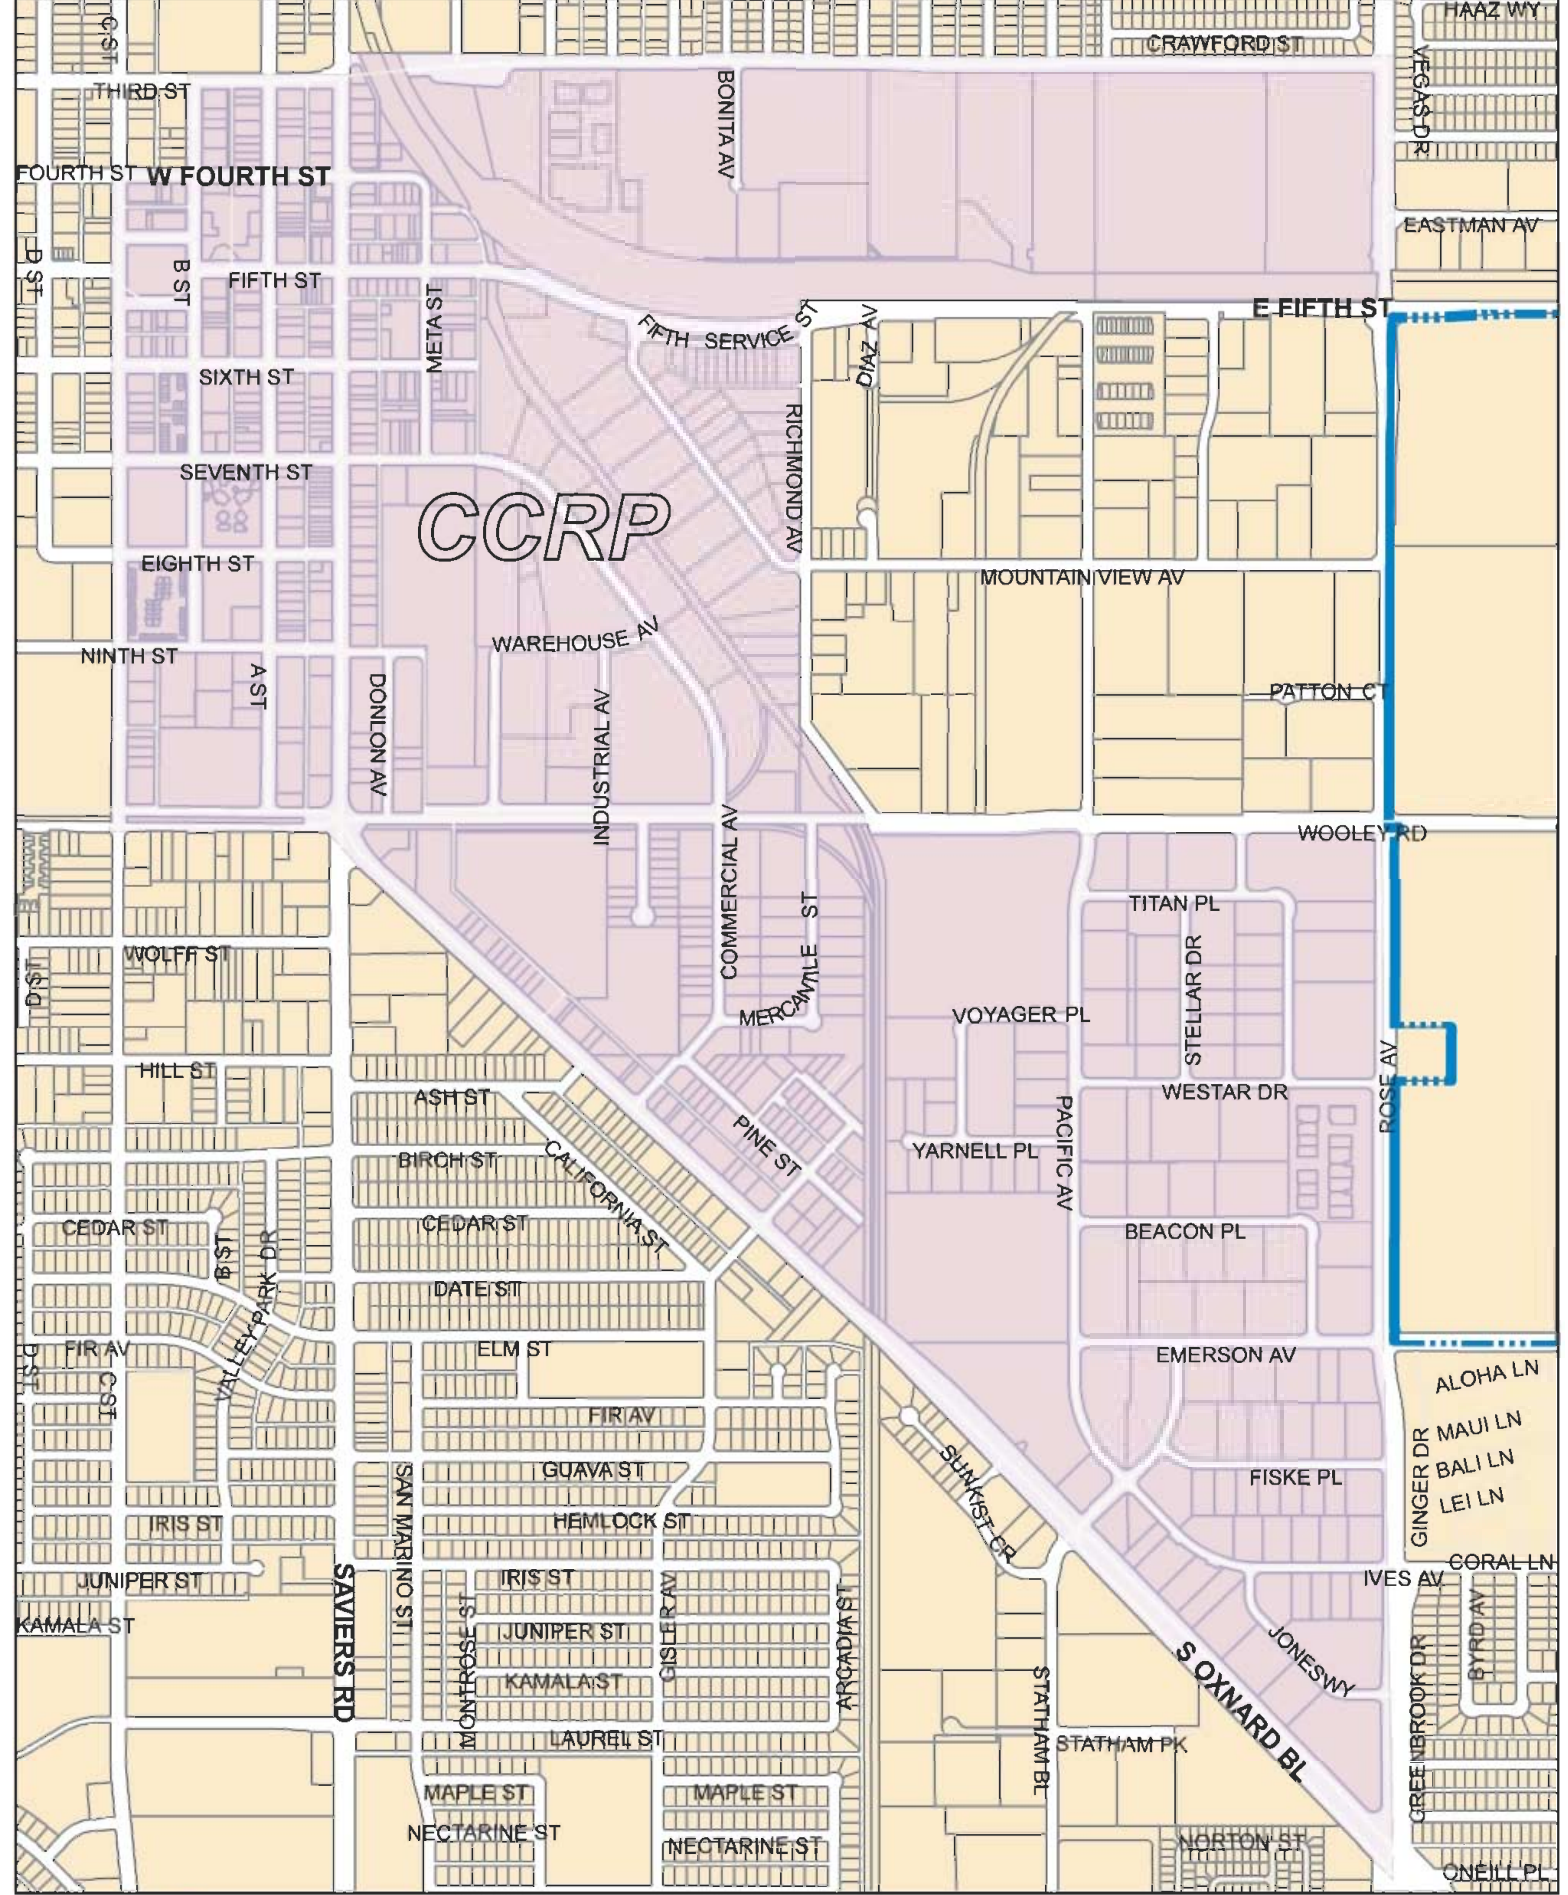 HAAZ WY
C ST
CRAWFORD ST
VEGAS DR
THIRD ST
BONITA AV
FOURTH ST
W FOURTH ST
EASTMAN AV
D ST
B ST
FIFTH ST
META ST
FIFTH SERVICE ST
DIAZ AV
E FIFTH ST
SIXTH ST
RICHMOND AV
SEVENTH ST
CCRP
EIGHTH ST
MOUNTAIN VIEW AV
WAREHOUSE AV
NINTH ST
A ST
DONLON AV
INDUSTRIAL AV
PATTON CT
COMMERCIAL AV
WOOLEY RD
TITAN PL
MERCANTILE ST
STELLAR DR
WOLFF ST
D ST
VOYAGER PL
HILL ST
ASH ST
WESTAR DR
ROSE AV
PINE ST
PACIFIC AV
YARNELL PL
BIRCH ST
CALIFORNIA ST
CEDAR ST
CEDAR ST
B ST
VALLEY PARK DR
BEACON PL
DATE ST
FIR AV
D ST
C ST
ELM ST
EMERSON AV
ALOHA LN
FIR AV
MAUI LN
GINGER DR
BALI LN
LEI LN
GUAVA ST
SUNKIST CR
FISKE PL
SAN MARINO ST
IRIS ST
HEMLOCK ST
CORAL LN
IVES AV
JUNIPER ST
SAVIERS RD
IRIS ST
MONTROSE ST
GISLER AV
ARCADIA ST
BYRD AV
KAMALA ST
JUNIPER ST
JONES WY
GREENBROOK DR
S OXNARD BL
KAMALA ST
STATHAM BL
LAUREL ST
STATHAM PK
MAPLE ST
MAPLE ST
NECTARINE ST
NECTARINE ST
NORTON ST
ONEILL PL